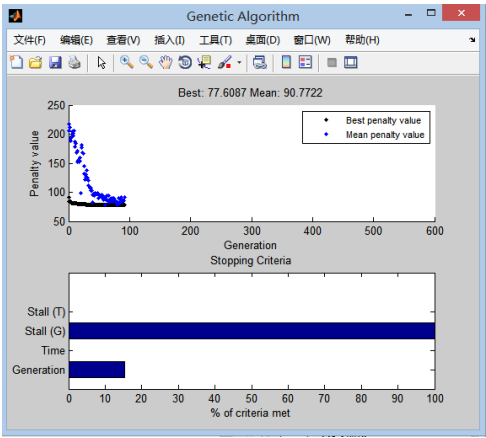 Genetic Algorithm
文件(F) 编辑(E) 查看(V) 插入(I) 工具(T) 桌面(D) 窗口(W) 帮助(H)
Best: 77.6087 Mean: 90.7722
250
200
150
100
50
Penalty value
Best penalty value
Mean penalty value
0 100 200 300 400 500 600
Generation
Stopping Criteria
Stall (T)
Stall (G)
Time
Generation
0 10 20 30 40 50 60 70 80 90 100
% of criteria met